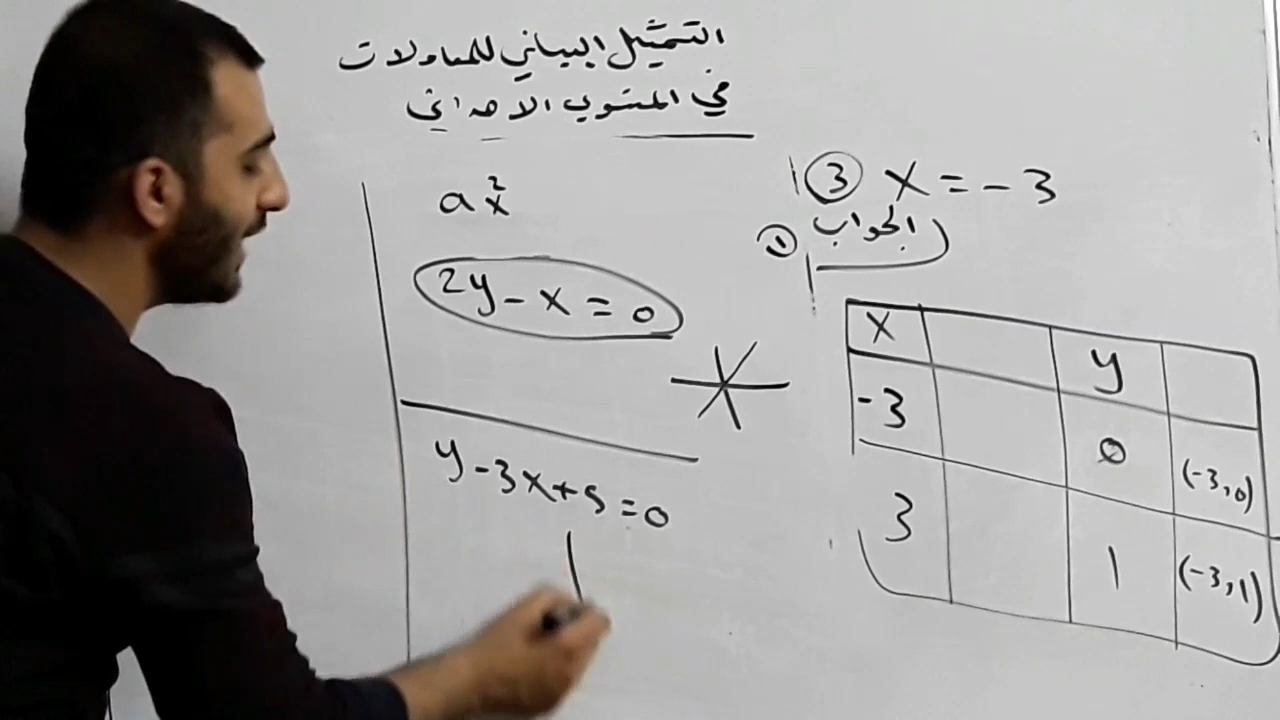 التمثيل البياني للمعادلات
في المستوي الاحداثي
③ x = -3
① الجواب
x y
-3 0 (-3,0)
3 1 (-3,1)
ax²
2y - x = 0
y - 3x + 5 = 0